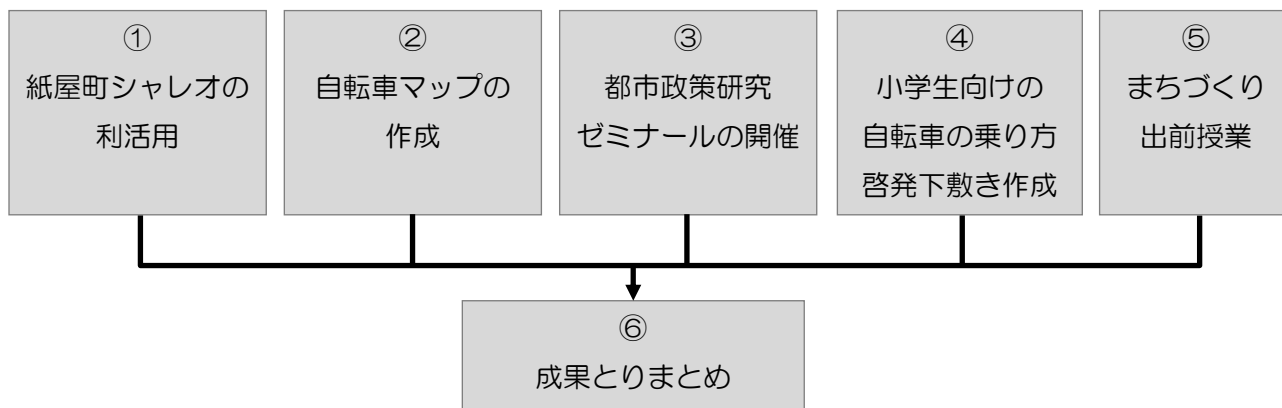 ①
紙屋町シャレオの
利活用
②
自転車マップの
作成
③
都市政策研究
ゼミナールの開催
④
小学生向けの
自転車の乗り方
啓発下敷き作成
⑤
まちづくり
出前授業
⑥
成果とりまとめ